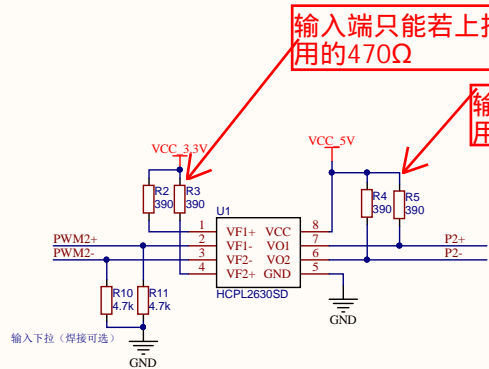 输入端只能若上拉
用的470Ω
输
用
VCC_3.3V
VCC_5V
R2
390
R3
390
R4
390
R5
390
U1
1
VF1+
VCC
8
PWM2+
2
VF1-
VO1
7
P2+
PWM2-
3
VF2-
VO2
6
P2-
4
VF2+
GND
5
HCPL2630SD
R10
4.7k
R11
4.7k
GND
输入下拉（焊接可选）
GND